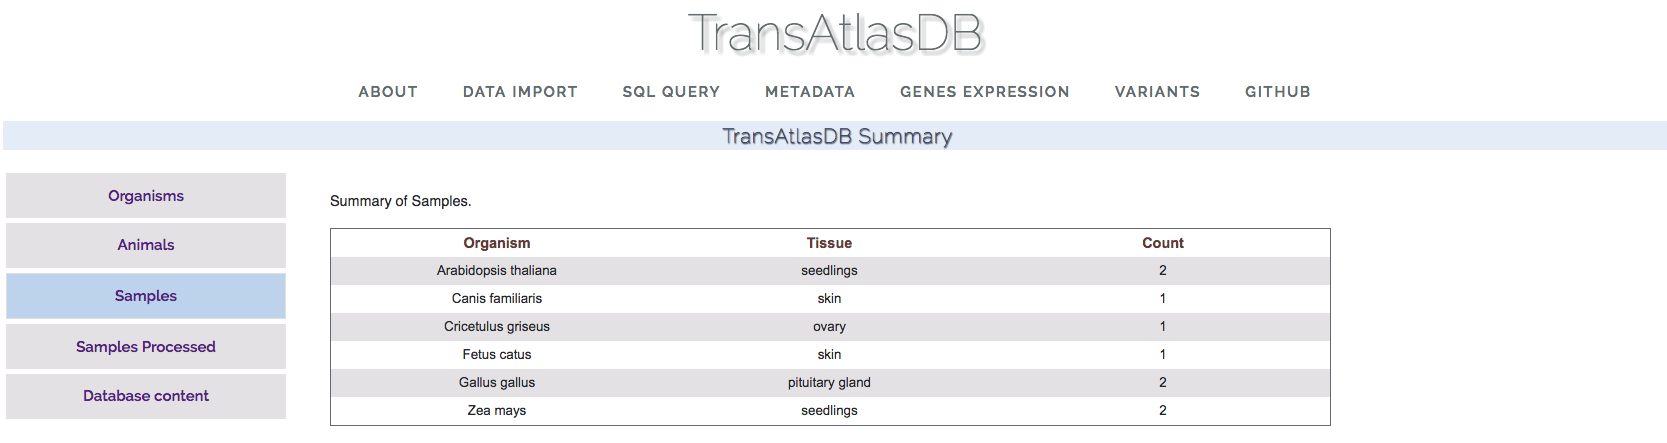 TransAtlasDB
ABOUT DATA IMPORT SQL QUERY METADATA GENES EXPRESSION VARIANTS GITHUB
TransAtlasDB Summary
Organisms
Animals
Samples
Samples Processed
Database content
Summary of Samples.
Organism Tissue Count
Arabidopsis thaliana seedlings 2
Canis familiaris skin 1
Cricetulus griseus ovary 1
Fetus catus skin 1
Gallus gallus pituitary gland 2
Zea mays seedlings 2